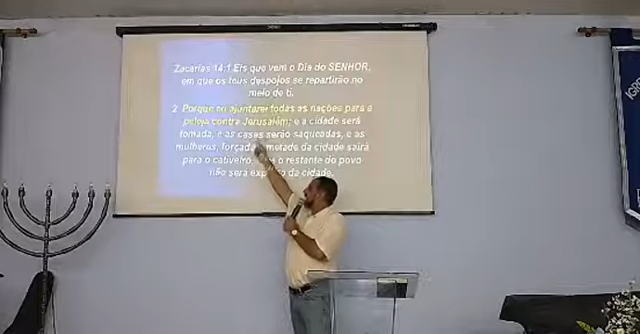 Zacarias 14:1 Eis que vem o Dia do SENHOR,
em que os teus despojos se repartirão no
meio de ti.
2 Porque eu ajuntarei todas as nações para a
peleja contra Jerusalém; e a cidade será
tomada, e as casas serão saqueadas, e as
mulheres, forçadas metade da cidade sairá
para o cativeiro, o restante do povo
não será da cidade.